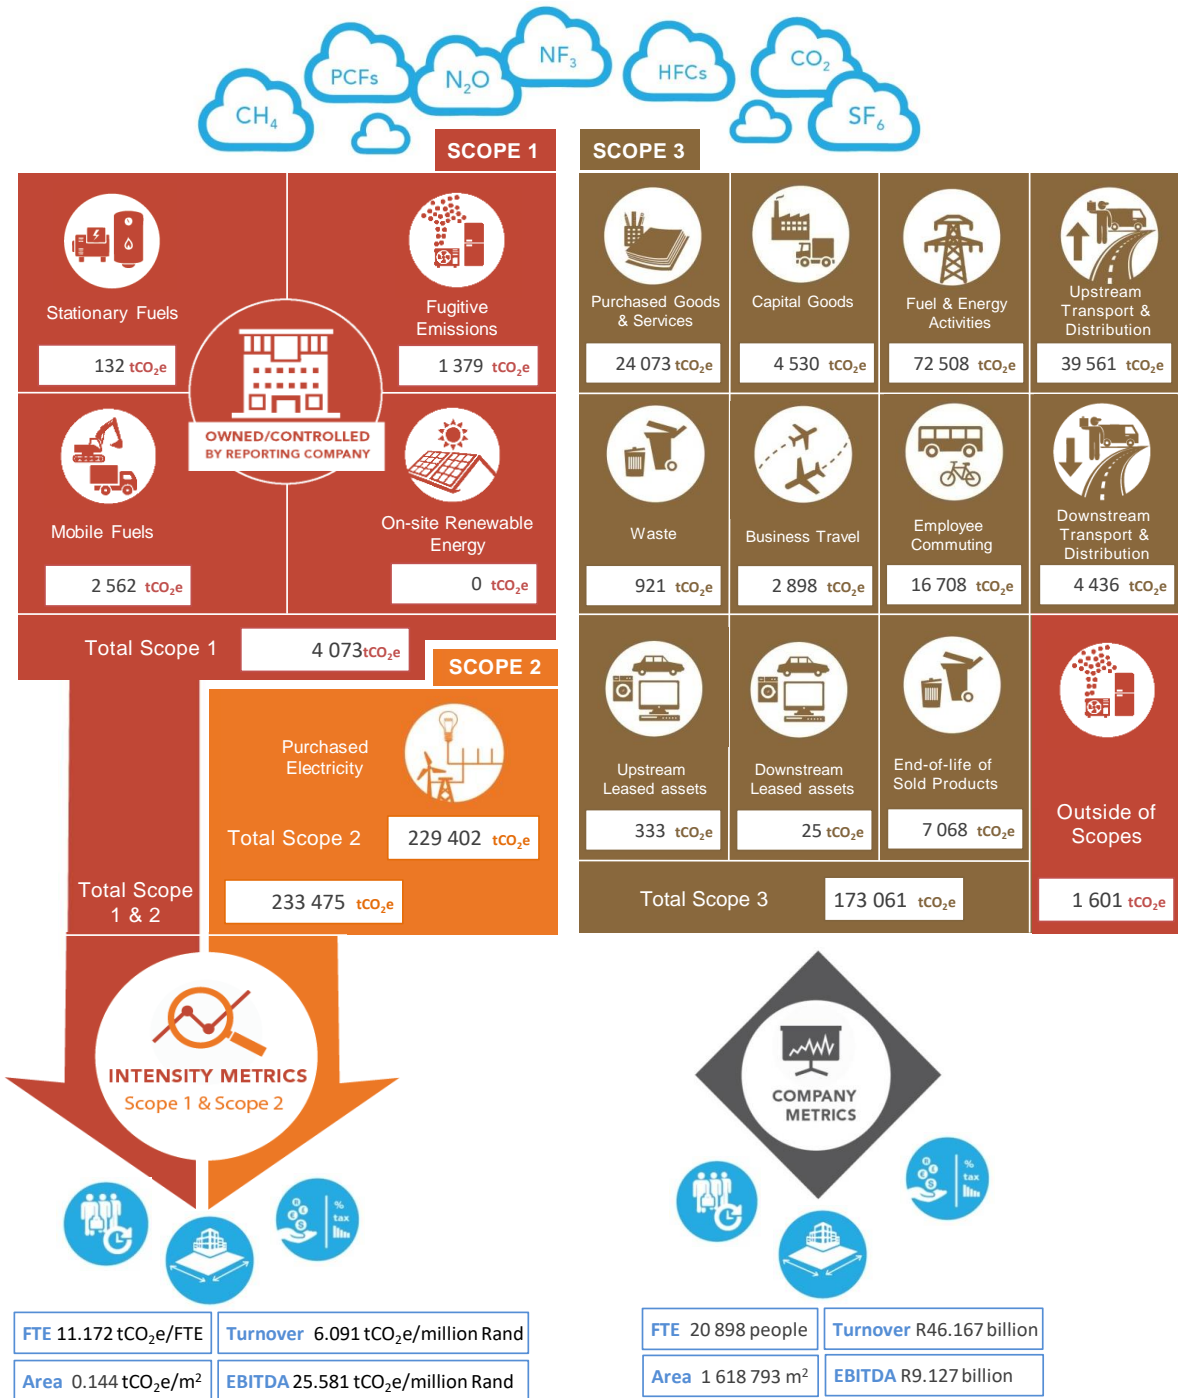 CH₄
PCFs
N₂O
NF₃
HFCs
CO₂
SF₆
SCOPE 1
Stationary Fuels
132 tCO₂e
Fugitive
Emissions
1 379 tCO₂e
OWNED/CONTROLLED
BY REPORTING COMPANY
Mobile Fuels
2 562 tCO₂e
On-site Renewable
Energy
0 tCO₂e
Total Scope 1
4 073tCO₂e
SCOPE 2
Purchased
Electricity
Total Scope 2
229 402 tCO₂e
Total Scope
1 & 2
233 475 tCO₂e
SCOPE 3
Purchased Goods
& Services
24 073 tCO₂e
Capital Goods
4 530 tCO₂e
Fuel & Energy
Activities
72 508 tCO₂e
Upstream
Transport &
Distribution
39 561 tCO₂e
Waste
921 tCO₂e
Business Travel
2 898 tCO₂e
Employee
Commuting
16 708 tCO₂e
Downstream
Transport &
Distribution
4 436 tCO₂e
Upstream
Leased assets
333 tCO₂e
Downstream
Leased assets
25 tCO₂e
End-of-life of
Sold Products
7 068 tCO₂e
Outside of
Scopes
1 601 tCO₂e
Total Scope 3
173 061 tCO₂e
INTENSITY METRICS
Scope 1 & Scope 2
%
tax
FTE 11.172 tCO₂e/FTE
Turnover 6.091 tCO₂e/million Rand
Area 0.144 tCO₂e/m²
EBITDA 25.581 tCO₂e/million Rand
COMPANY
METRICS
%
tax
FTE 20 898 people
Turnover R46.167 billion
Area 1 618 793 m²
EBITDA R9.127 billion